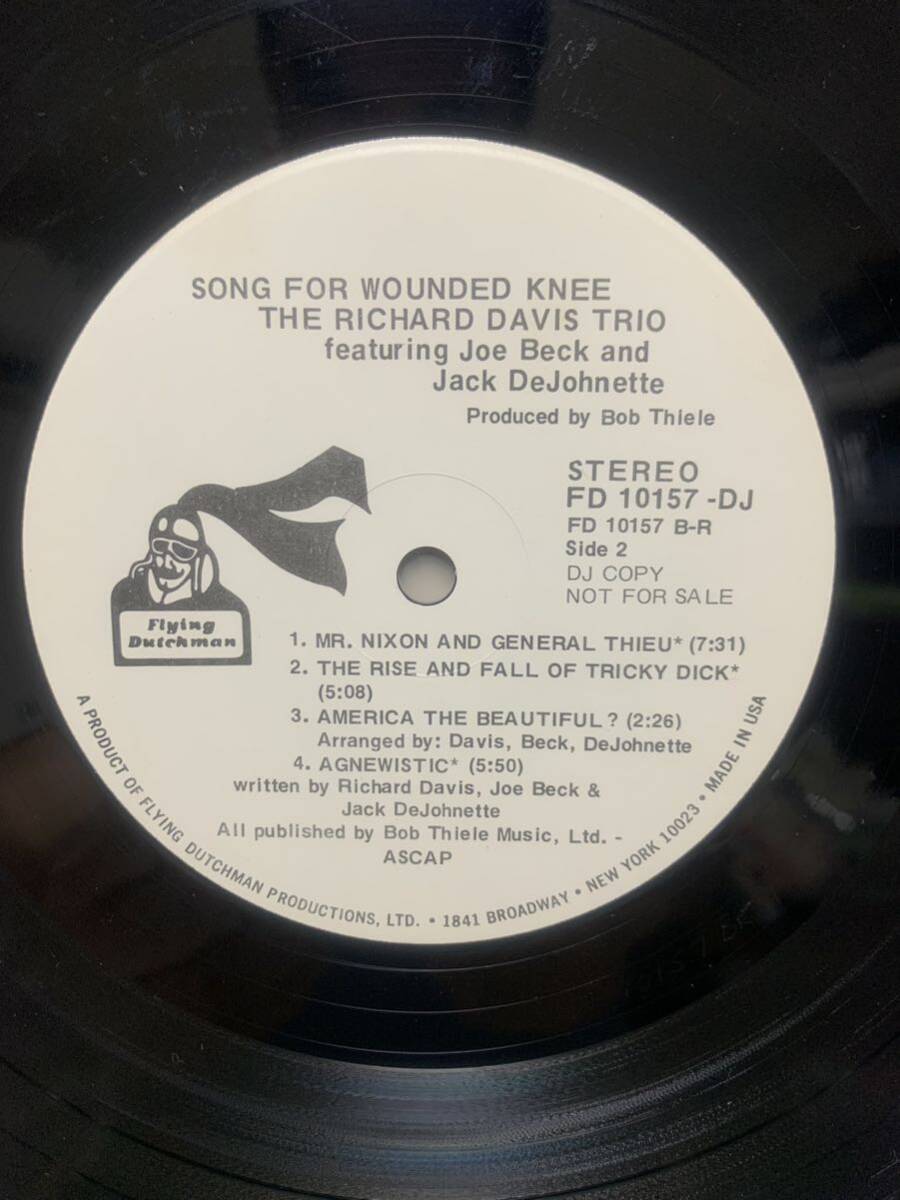 SONG FOR WOUNDED KNEE
THE RICHARD DAVIS TRIO
featuring Joe Beck and
Jack DeJohnette
Produced by Bob Thiele
STEREO
FD 10157 -DJ
FD 10157 B-R
Side 2
DJ COPY
NOT FOR SALE
Flying
Dutchman
1. MR. NIXON AND GENERAL THIEU* (7:31)
2. THE RISE AND FALL OF TRICKY DICK*
(5:08)
3. AMERICA THE BEAUTIFUL? (2:26)
Arranged by: Davis, Beck, DeJohnette
4. AGNEWISTIC* (5:50)
written by Richard Davis, Joe Beck &
Jack DeJohnette
All published by Bob Thiele Music, Ltd. -
ASCAP
A PRODUCT OF FLYING DUTCHMAN PRODUCTIONS, LTD. • 1841 BROADWAY • NEW YORK 10023 • MADE IN USA